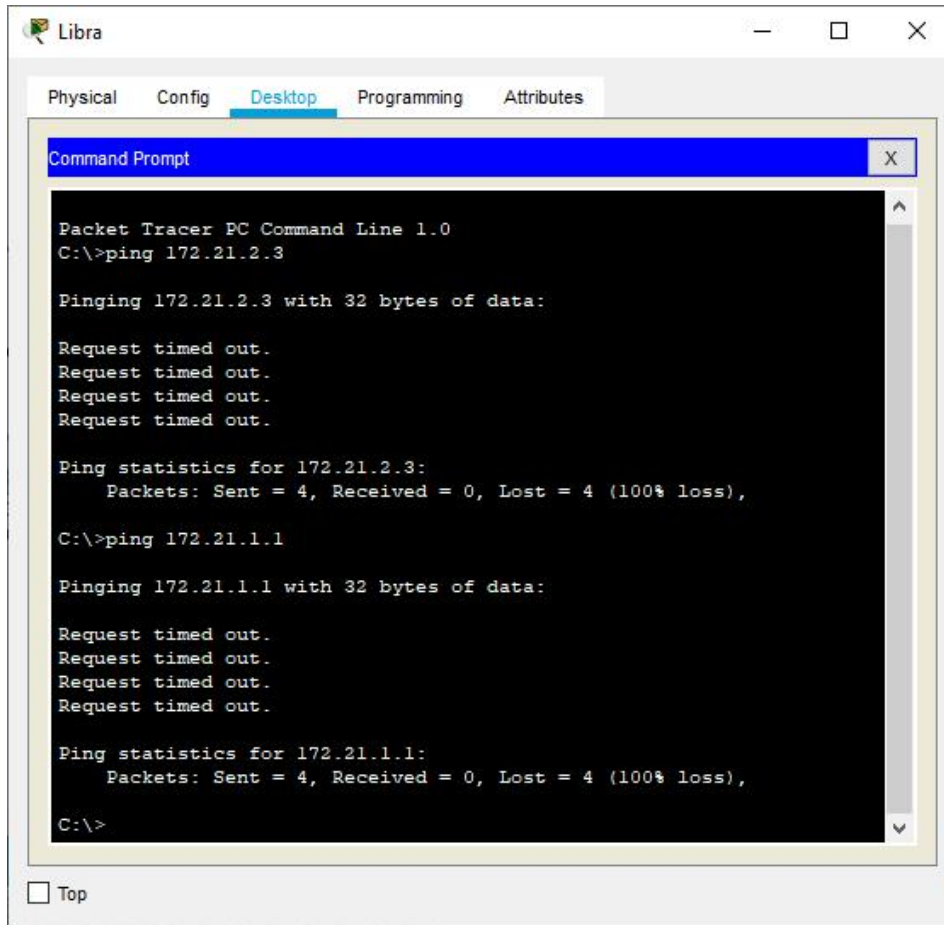 Libra
Physical Config Desktop Programming Attributes
Command Prompt
X
Packet Tracer PC Command Line 1.0
C:\>ping 172.21.2.3
Pinging 172.21.2.3 with 32 bytes of data:
Request timed out.
Request timed out.
Request timed out.
Request timed out.
Ping statistics for 172.21.2.3:
Packets: Sent = 4, Received = 0, Lost = 4 (100% loss),
C:\>ping 172.21.1.1
Pinging 172.21.1.1 with 32 bytes of data:
Request timed out.
Request timed out.
Request timed out.
Request timed out.
Ping statistics for 172.21.1.1:
Packets: Sent = 4, Received = 0, Lost = 4 (100% loss),
C:\>
Top